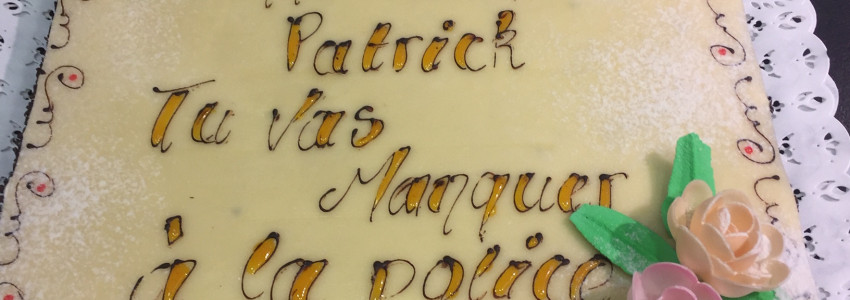 Patrick
Tu Vas
Manquer
à la police